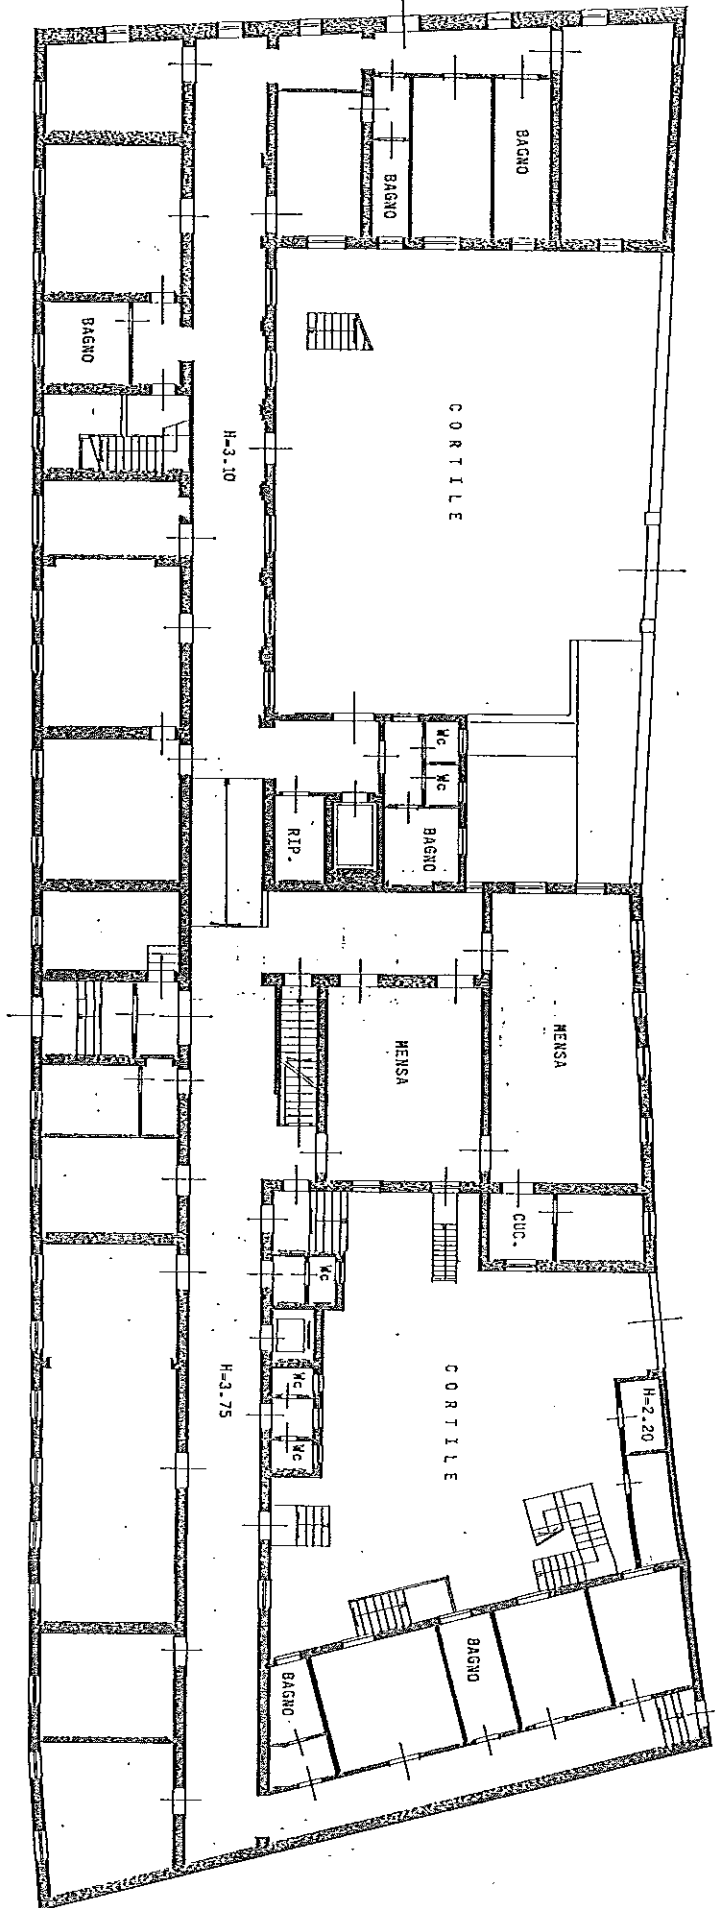 BAGNO
BAGNO
BAGNO
H=3.10
CORTILE
Wc
Wc
BAGNO
RIP.
MENSA
MENSA
CUC.
Wc
H=3.75
Wc
Wc
CORTILE
H=2.20
BAGNO
BAGNO